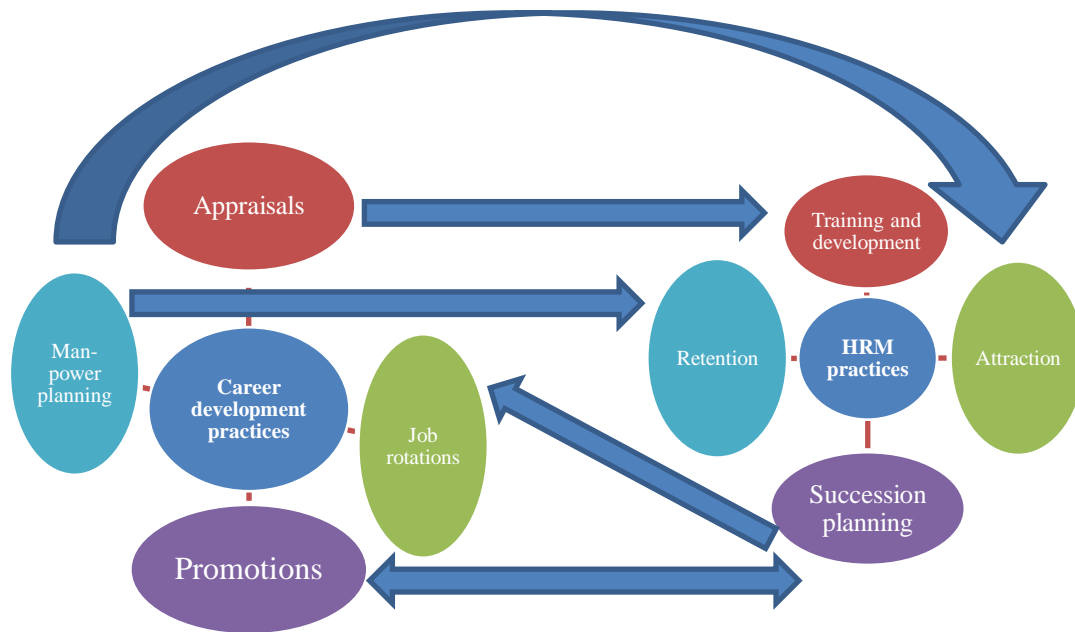 Appraisals
Man-
power
planning
Career
development
practices
Job
rotations
Promotions
Training and
development
Retention
HRM
practices
Attraction
Succession
planning